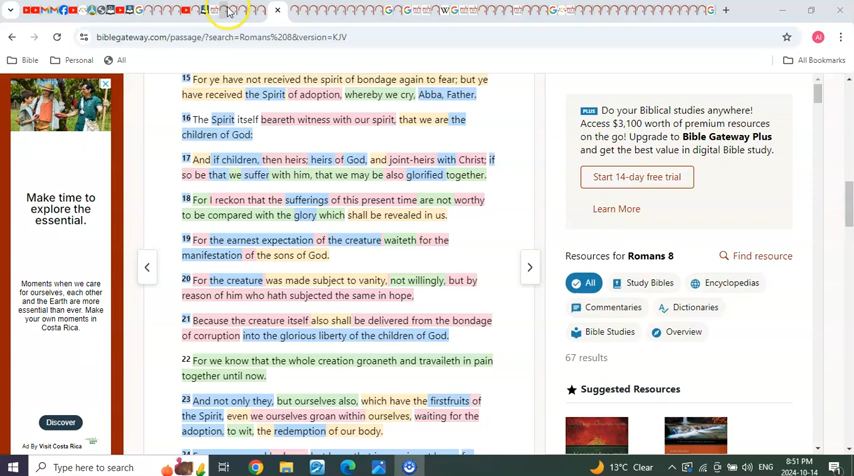 biblegateway.com/passage/?search=Romans%208&version=KJV
Bible
Personal
All
All Bookmarks
15 For ye have not received the spirit of bondage again to fear; but ye
have received the Spirit of adoption, whereby we cry, Abba, Father.
16 The Spirit itself beareth witness with our spirit, that we are the
children of God:
17 And if children, then heirs; heirs of God, and joint-heirs with Christ; if
so be that we suffer with him, that we may be also glorified together.
18 For I reckon that the sufferings of this present time are not worthy
to be compared with the glory which shall be revealed in us.
19 For the earnest expectation of the creature waiteth for the
manifestation of the sons of God.
20 For the creature was made subject to vanity, not willingly, but by
reason of him who hath subjected the same in hope,
21 Because the creature itself also shall be delivered from the bondage
of corruption into the glorious liberty of the children of God.
22 For we know that the whole creation groaneth and travaileth in pain
together until now.
23 And not only they, but ourselves also, which have the firstfruits of
the Spirit, even we ourselves groan within ourselves, waiting for the
adoption, to wit, the redemption of our body.
Make time to
explore the
essential.
Moments when we care
for ourselves, each other
and the Earth are more
essential than ever. Make
your own moments in
Costa Rica.
Discover
Ad By Visit Costa Rica
PLUS Do your Biblical studies anywhere!
Access $3,100 worth of premium resources
on the go! Upgrade to Bible Gateway Plus
and get the best value in digital Bible study.
Start 14-day free trial
Learn More
Resources for Romans 8
Find resource
All
Study Bibles
Encyclopedias
Commentaries
Dictionaries
Bible Studies
Overview
67 results
Suggested Resources
Type here to search
13°C Clear
ENG
8:51 PM
2024-10-14